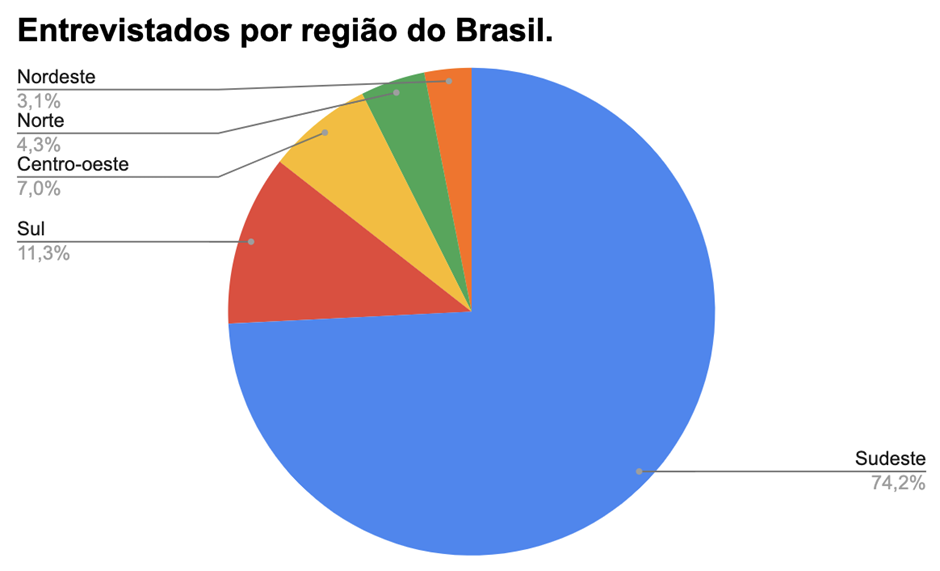 Entrevistados por região do Brasil.
Nordeste
3,1%
Norte
4,3%
Centro-oeste
7,0%
Sul
11,3%
Sudeste
74,2%